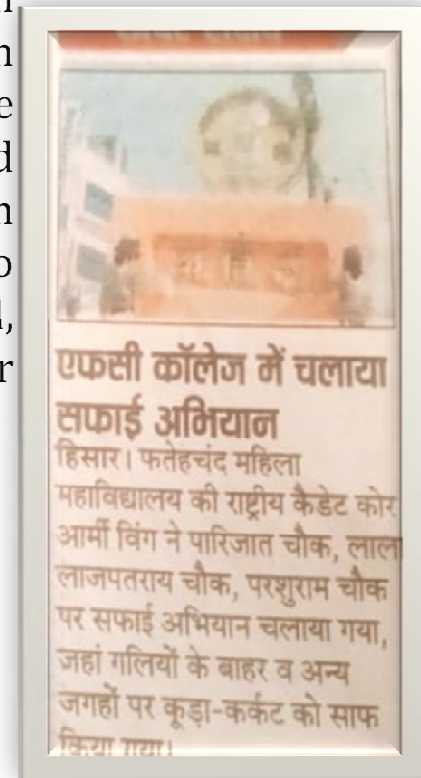 n
n
e
d
n
o
l,
r
एफसी कॉलेज में चलाया
सफाई अभियान
हिसार। फतेहचंद महिला
महाविद्यालय की राष्ट्रीय कैडेट कोर
आर्मी विंग ने पारिजात चौक, लाला
लाजपतराय चौक, परशुराम चौक
पर सफाई अभियान चलाया गया,
जहां गलियों के बाहर व अन्य
जगहों पर कूड़ा-कर्कट को साफ
किया गया।